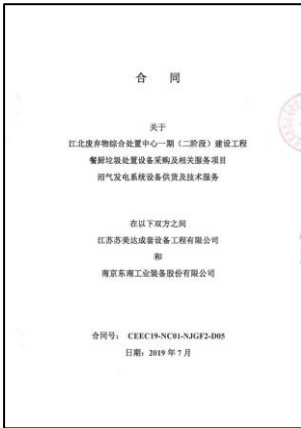 合 同
关于
江北废弃物综合处置中心一期（二阶段）建设工程
餐厨垃圾处置设备采购及相关服务项目
沼气发电系统设备供货及技术服务
在以下双方之间
江苏苏美达成套设备工程有限公司
和
南京东南工业装备股份有限公司
合同号： CEEC19-NC01-NJGF2-D05
日期：2019 年 7 月